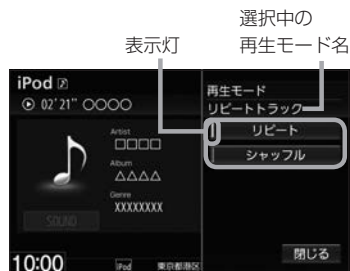 選択中の
表示灯
再生モード名
iPod
再生モード
02'21" ○○○○
リピートトラック
Artist
□□□□
リピート
Album
△△△△
シャッフル
Genre
XXXXXXXX
SOUND
閉じる
10:00
iPod
東京都港区